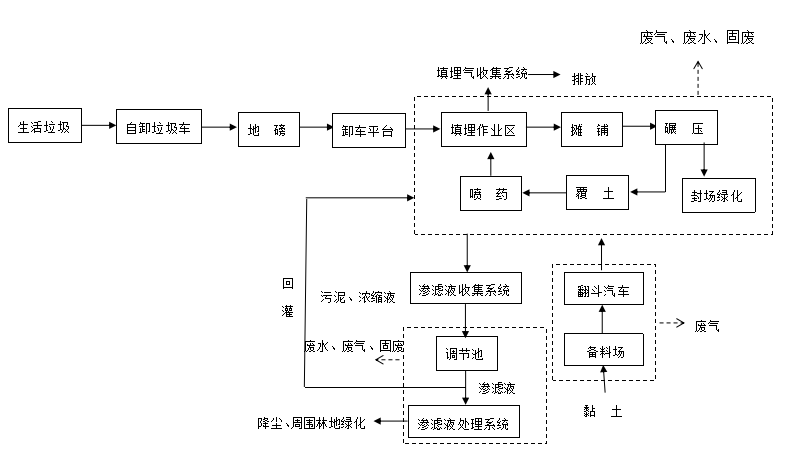 废气、废水、固废
填埋气收集系统
排放
生活垃圾
自卸垃圾车
地 磅
卸车平台
填埋作业区
摊 铺
碾 压
喷 药
覆 土
封场绿化
回
灌
污泥、浓缩液
渗滤液收集系统
翻斗汽车
废气
废水、废气、固废
调节池
备料场
渗滤液
黏 土
降尘、周围林地绿化
渗滤液处理系统